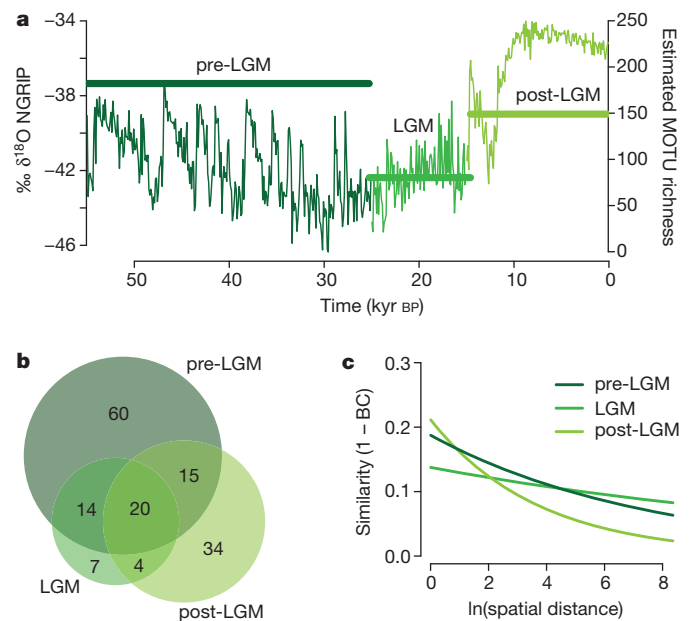 a
−34
−38
−42
−46
‰ δ18O NGRIP
pre-LGM
LGM
post-LGM
250
200
150
100
50
0
Estimated MOTU richness
50 40 30 20 10 0
Time (kyr BP)
b
pre-LGM
60
15
14 20
34
7 4
LGM
post-LGM
c
0.3
0.2
0.1
0.0
Similarity (1 − BC)
pre-LGM
LGM
post-LGM
0 2 4 6 8
ln(spatial distance)